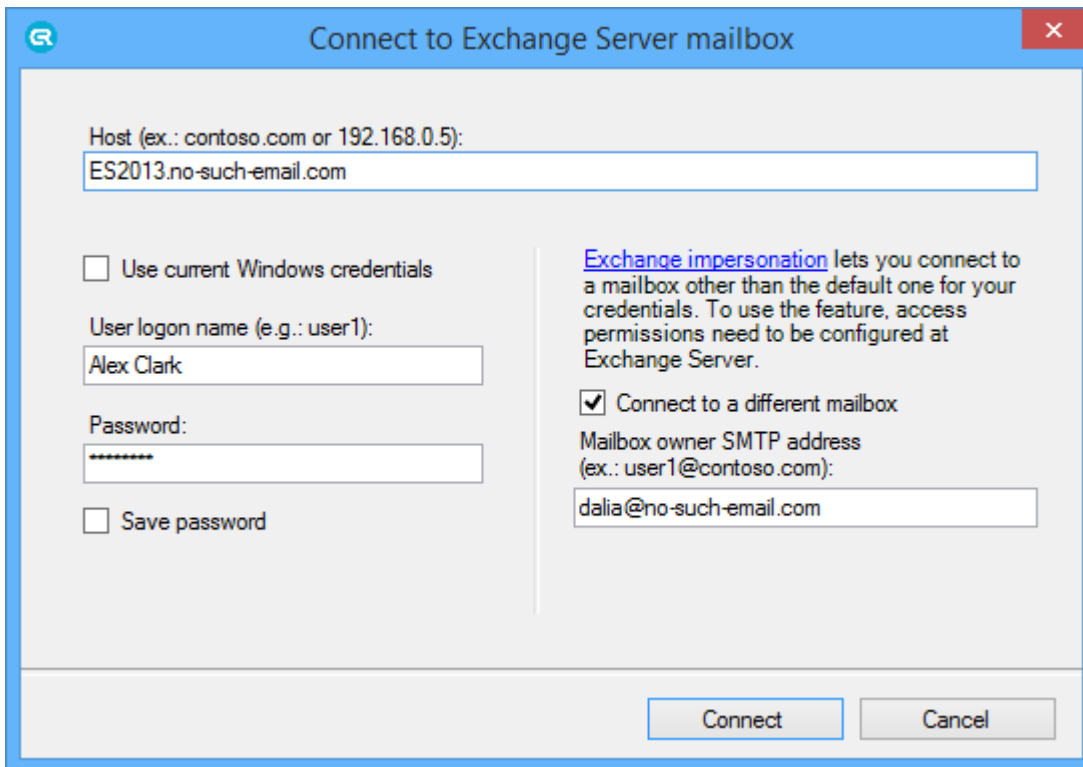 Connect to Exchange Server mailbox
Host (ex.: contoso.com or 192.168.0.5):
ES2013.no-such-email.com
Use current Windows credentials
User logon name (e.g.: user1):
Alex Clark
Password:
********
Save password
Exchange impersonation lets you connect to
a mailbox other than the default one for your
credentials. To use the feature, access
permissions need to be configured at
Exchange Server.
Connect to a different mailbox
Mailbox owner SMTP address
(ex.: user1@contoso.com):
dalia@no-such-email.com
Connect
Cancel